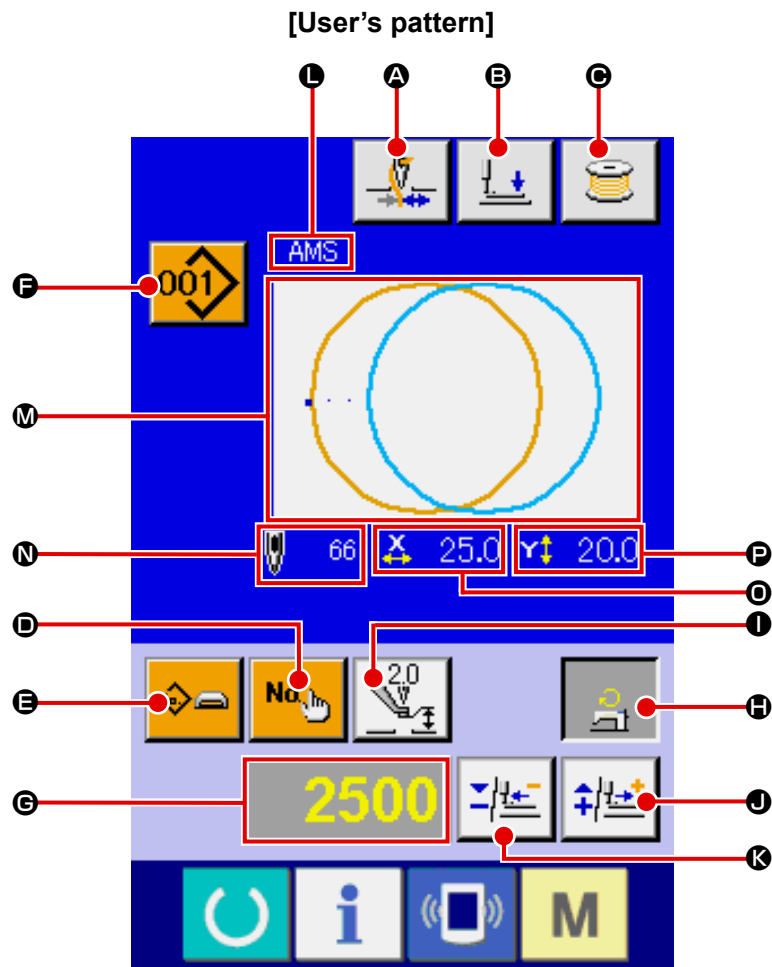 [User's pattern]
L A B C
AMS
F 001
M
N 66 X 25.0 Y 20.0 P
O
D I
E No. 2.0 H
G 2500 J
K
i M